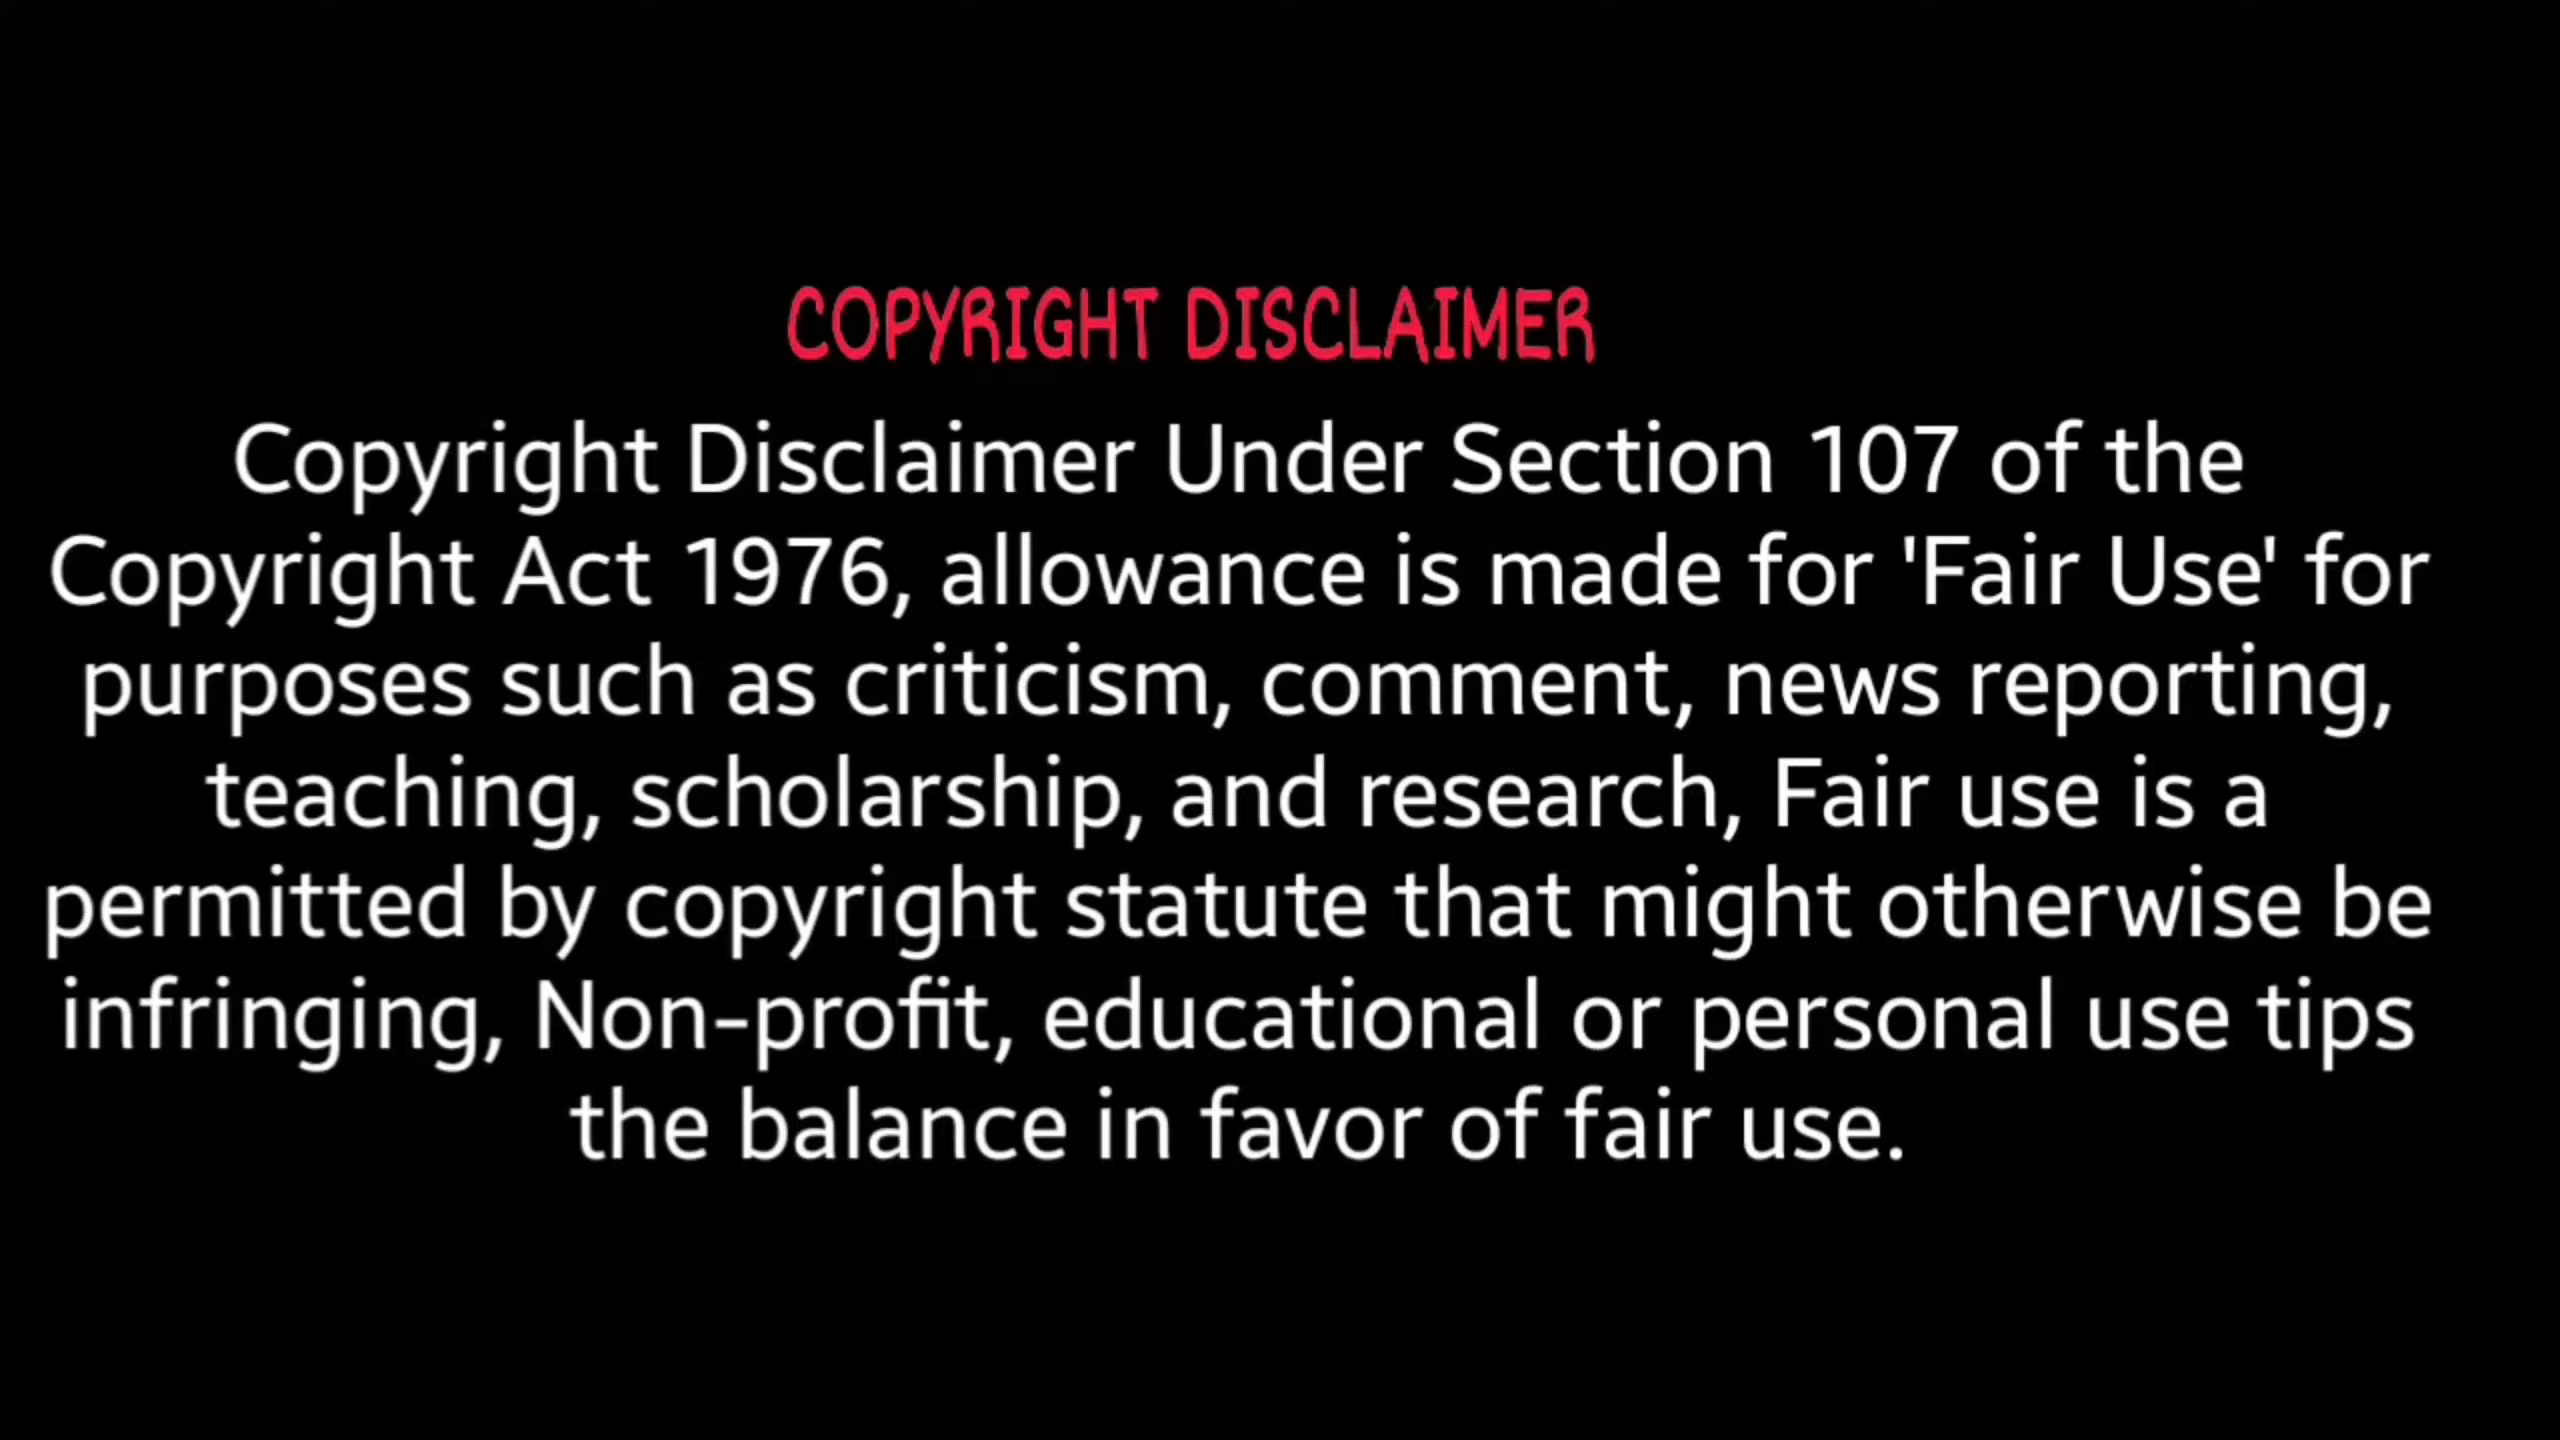 COPYRIGHT DISCLAIMER
Copyright Disclaimer Under Section 107 of the
Copyright Act 1976, allowance is made for 'Fair Use' for
purposes such as criticism, comment, news reporting,
teaching, scholarship, and research, Fair use is a
permitted by copyright statute that might otherwise be
infringing, Non-profit, educational or personal use tips
the balance in favor of fair use.